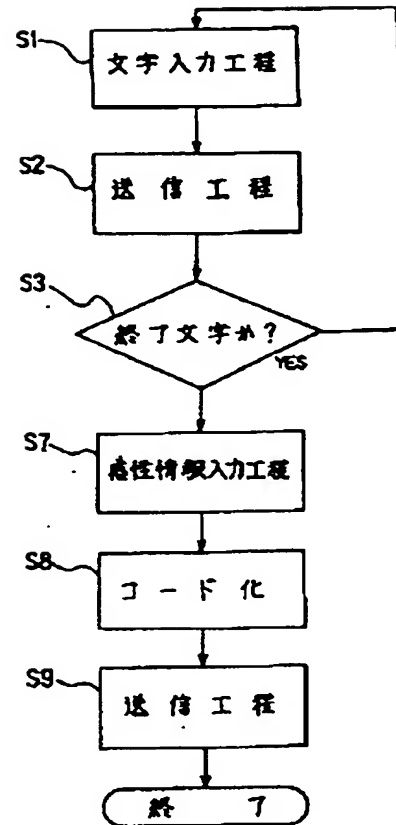 S1
文字入力工程
S2
送信工程
S3
終了文字か?
YES
S7
感性情報入力工程
S8
コード化
S9
送信工程
終了